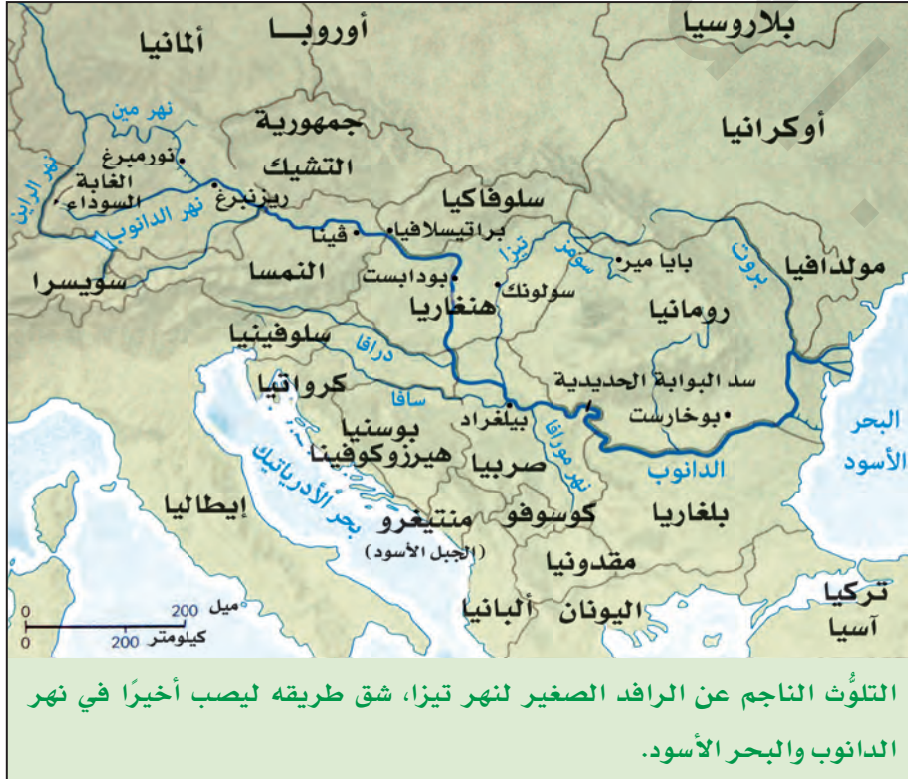 ألمانيا
أوروبا
بلاروسيا
أوكرانيا
نهر مين
جمهورية
التشيك
نورمبرغ
الغابة
السوداء
نهر الراين
ريزنبرغ
نهر الدانوب
سلوفاكيا
براتيسلافيا
ڤينا
تيزا
سومز
بايا مير
بروت
مولدافيا
سويسرا
النمسا
بودابست
هنغاريا
سولونك
رومانيا
سلوفينيا
درافا
كرواتيا
سافا
بيلغراد
سد البوابة الحديدية
بوخارست
البحر
الأسود
بوسنيا
هيرزوكوفينا
صربيا
نهر مورافا
الدانوب
بحر الأدرياتيك
إيطاليا
منتيغرو
(الجبل الأسود)
كوسوفو
بلغاريا
مقدونيا
ألبانيا
اليونان
تركيا
آسيا
0 200 ميل
0 200 كيلومتر
التلوُّث الناجم عن الرافد الصغير لنهر تيزا، شق طريقه ليصب أخيرًا في نهر
الدانوب والبحر الأسود.